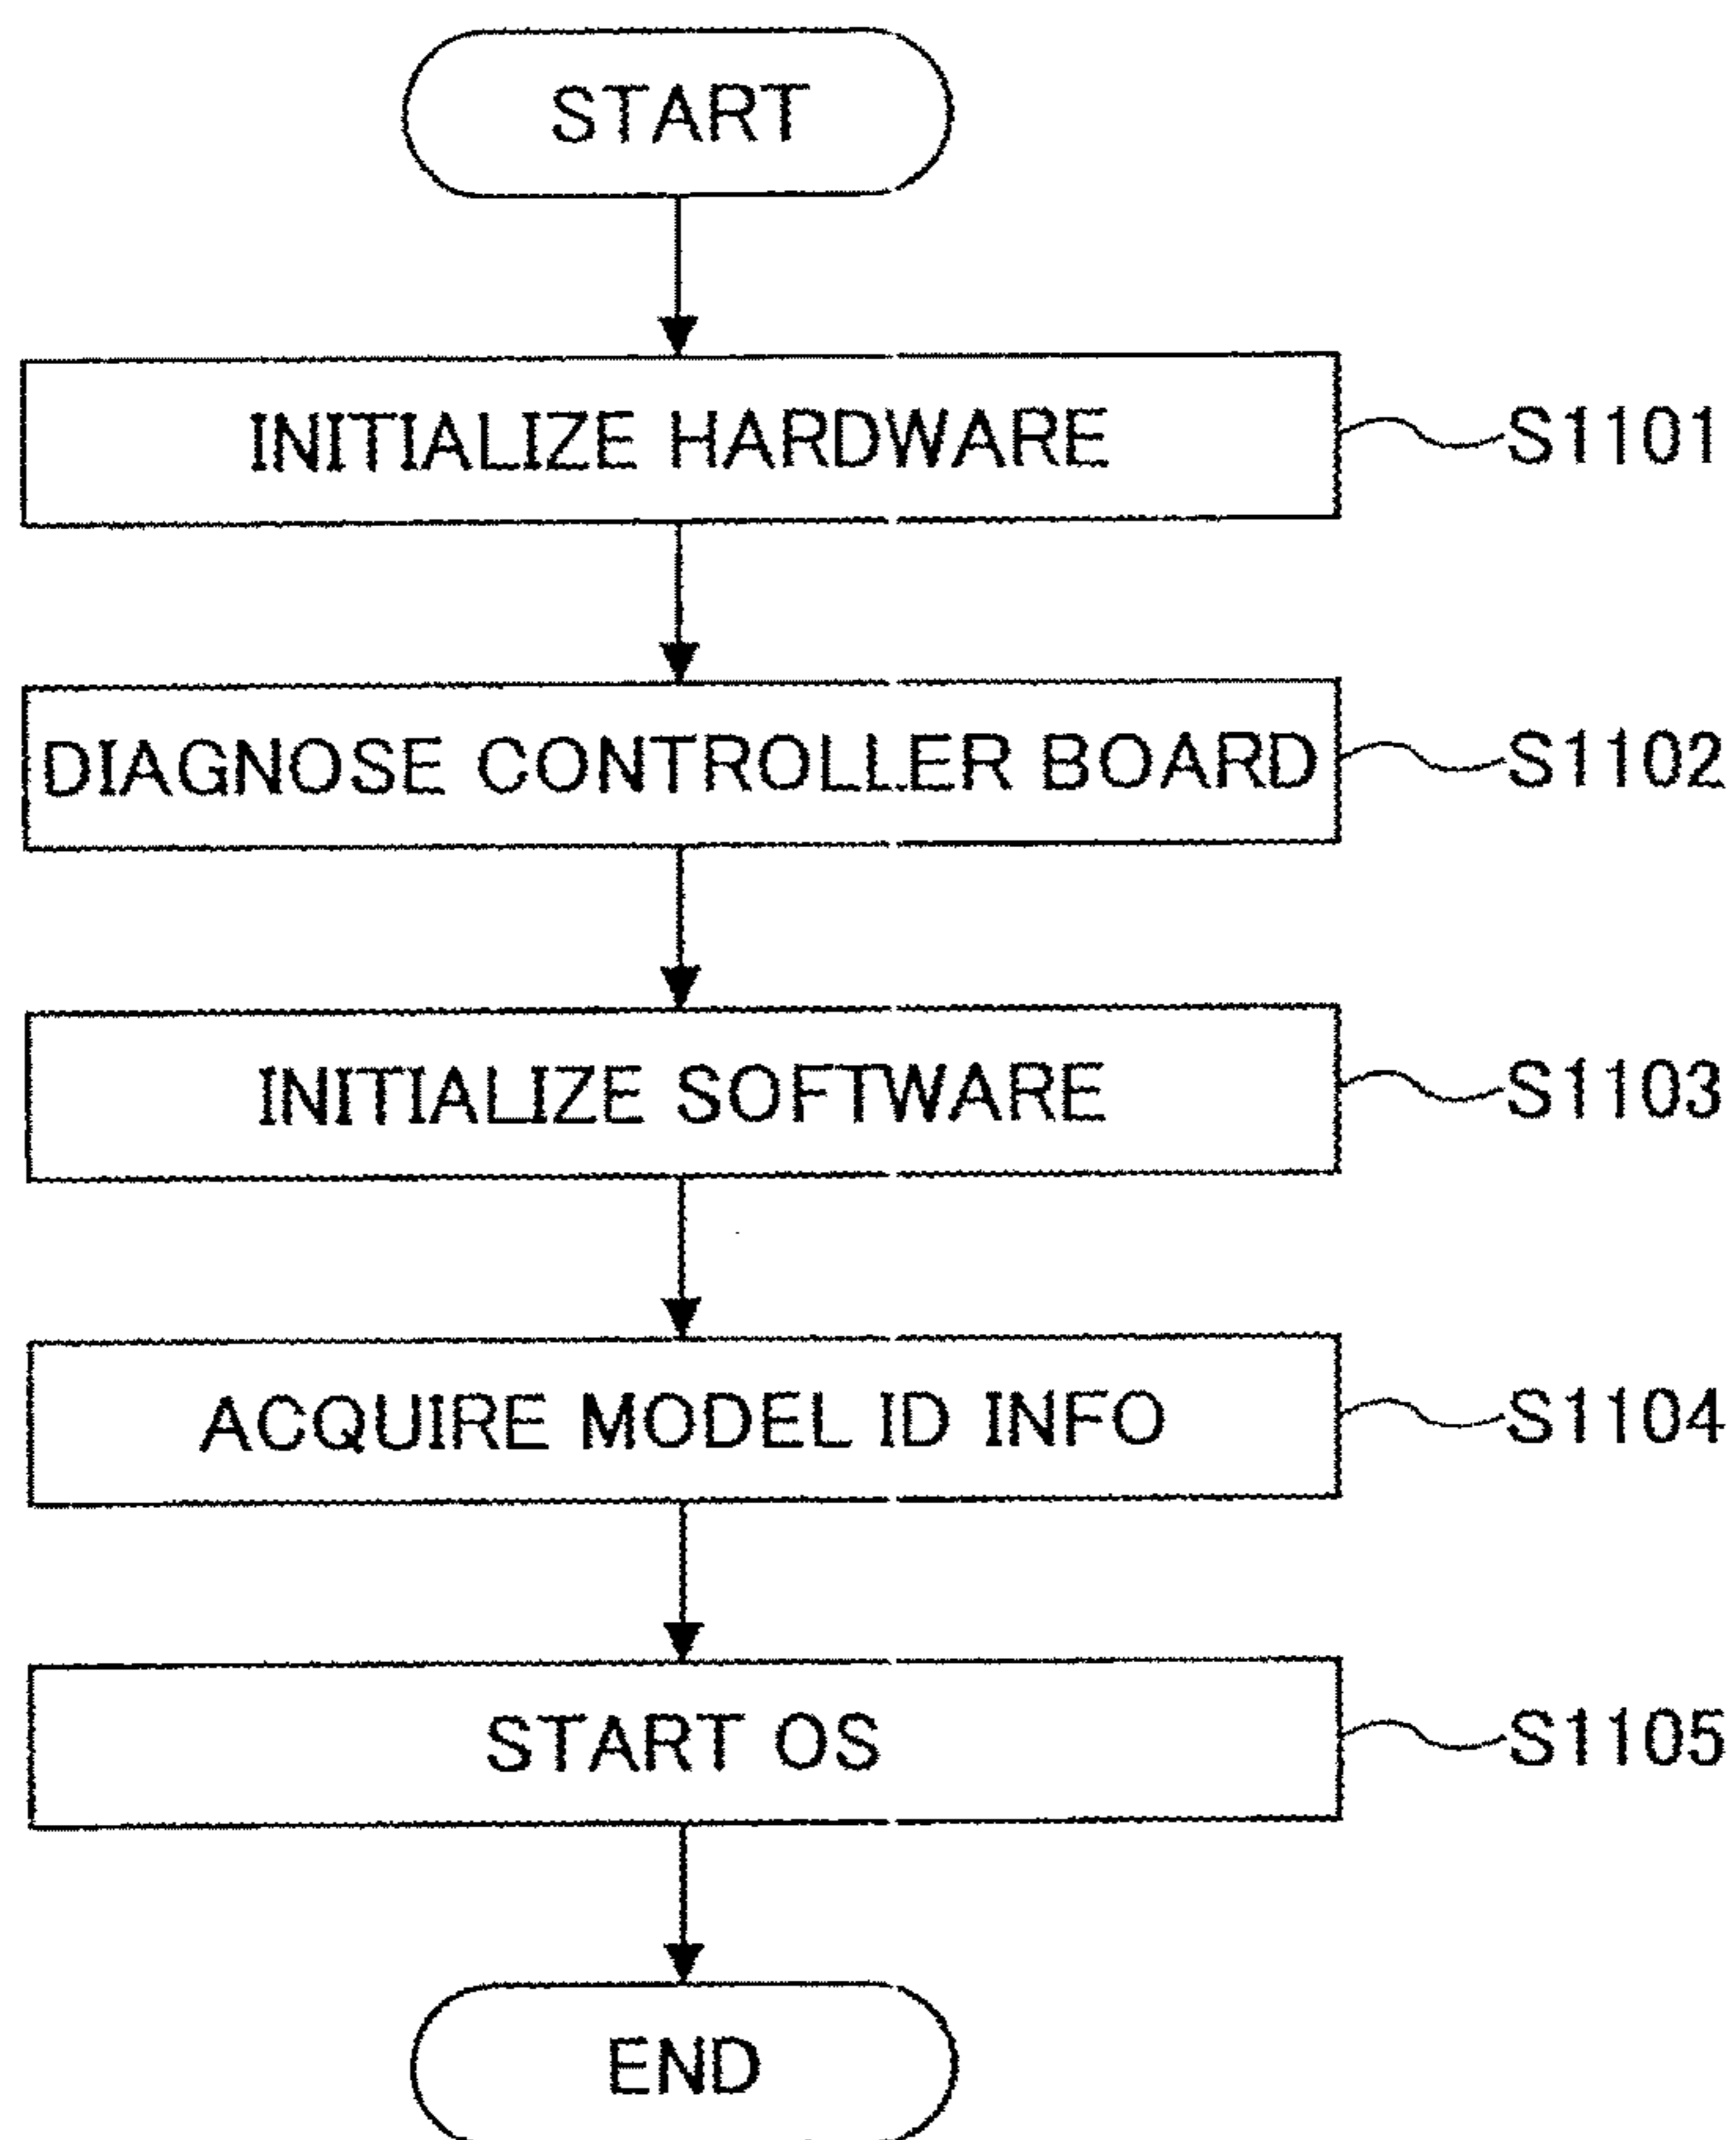 START
INITIALIZE HARDWARE S1101
DIAGNOSE CONTROLLER BOARD S1102
INITIALIZE SOFTWARE S1103
ACQUIRE MODEL ID INFO S1104
START OS S1105
END